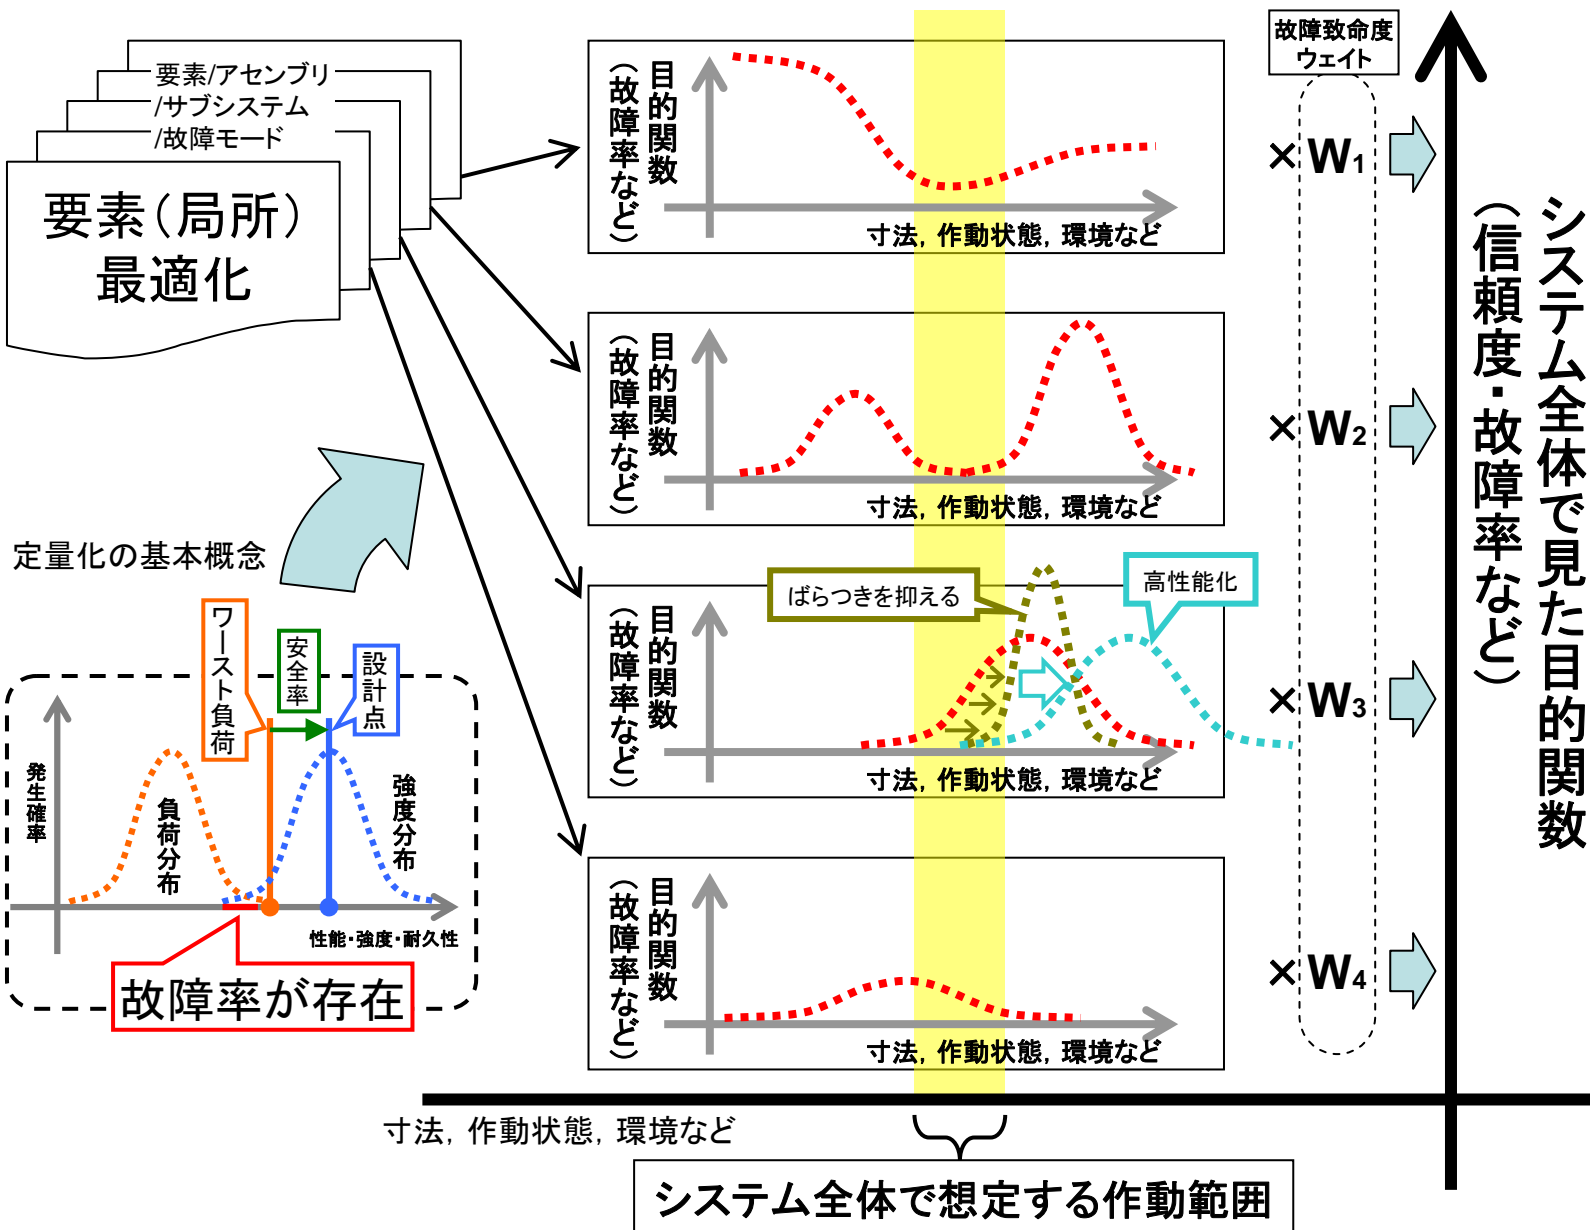 要素/アセンブリ
/サブシステム
/故障モード
要素（局所）
最適化
定量化の基本概念
ワースト負荷
安全率
設計点
発生確率
負荷分布
強度分布
性能・強度・耐久性
故障率が存在
目的関数
（故障率など）
寸法，作動状態，環境など
目的関数
（故障率など）
寸法，作動状態，環境など
ばらつきを抑える
高性能化
目的関数
（故障率など）
寸法，作動状態，環境など
目的関数
（故障率など）
寸法，作動状態，環境など
故障致命度
ウェイト
×W1
×W2
×W3
×W4
システム全体で見た目的関数
（信頼度・故障率など）
寸法，作動状態，環境など
システム全体で想定する作動範囲